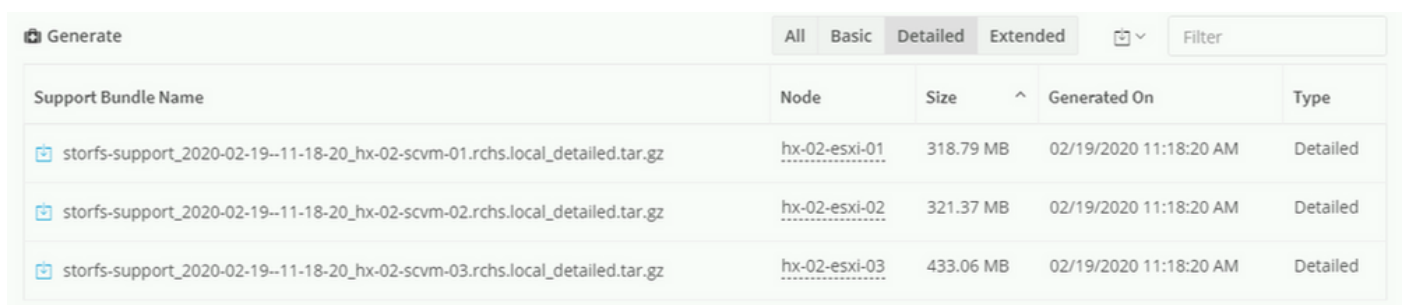 Generate All Basic Detailed Extended Filter
Support Bundle Name Node Size Generated On Type
storfs-support_2020-02-19--11-18-20_hx-02-scvm-01.rchs.local_detailed.tar.gz hx-02-esxi-01 318.79 MB 02/19/2020 11:18:20 AM Detailed
storfs-support_2020-02-19--11-18-20_hx-02-scvm-02.rchs.local_detailed.tar.gz hx-02-esxi-02 321.37 MB 02/19/2020 11:18:20 AM Detailed
storfs-support_2020-02-19--11-18-20_hx-02-scvm-03.rchs.local_detailed.tar.gz hx-02-esxi-03 433.06 MB 02/19/2020 11:18:20 AM Detailed